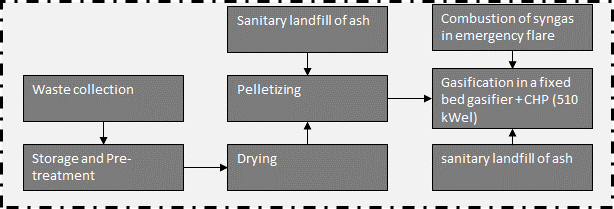 Sanitary landfill of ash
Combustion of syngas
in emergency flare
Waste collection
Pelletizing
Gasification in a fixed
bed gasifier + CHP (510
kWel)
Storage and Pre-
treatment
Drying
sanitary landfill of ash